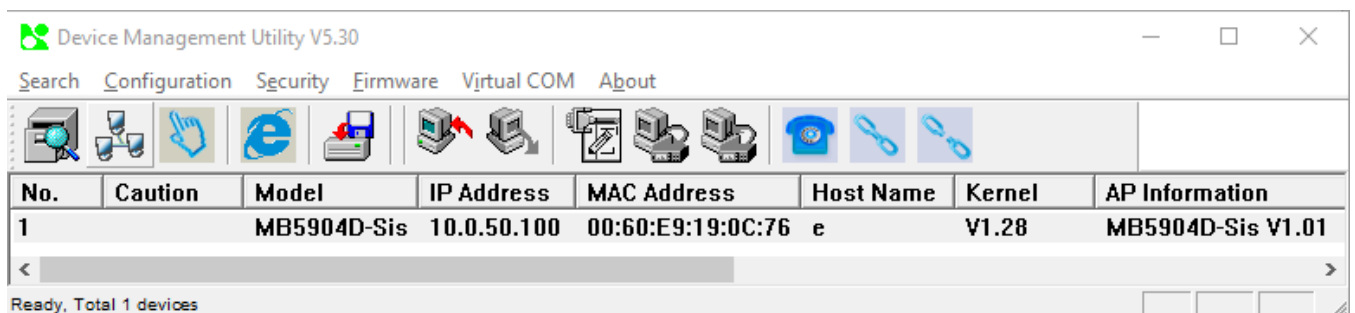 Device Management Utility V5.30
Search Configuration Security Firmware Virtual COM About
No. Caution Model IP Address MAC Address Host Name Kernel AP Information
1 MB5904D-Sis 10.0.50.100 00:60:E9:19:0C:76 e V1.28 MB5904D-Sis V1.01
Ready, Total 1 devices